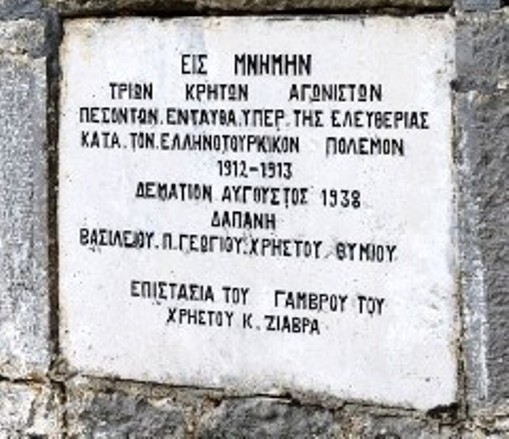 ΕΙΣ ΜΝΗΜΗΝ
ΤΡΙΩΝ ΚΡΗΤΩΝ ΑΓΩΝΙΣΤΩΝ
ΠΕΣΟΝΤΩΝ.ΕΝΤΑΥΘΑ.ΥΠΕΡ.ΤΗΣ ΕΛΕΥΘΕΡΙΑΣ
ΚΑΤΑ.ΤΟΝ.ΕΛΛΗΝΟΤΟΥΡΚΙΚΟΝ ΠΟΛΕΜΟΝ
1912-1913
ΔΕΜΑΤΙΟΝ ΑΥΓΟΥΣΤΟΣ 1938
ΔΑΠΑΝΗ
ΒΑΣΙΛΕΙΟΥ.Π.ΓΕΩΓΙΟΥ.ΧΡΗΣΤΟΥ.ΘΥΜΙΟΥ
ΕΠΙΣΤΑΣΙΑ ΤΟΥ ΓΑΜΒΡΟΥ ΤΟΥ
ΧΡΗΣΤΟΥ Κ. ΖΙΑΒΡΑ